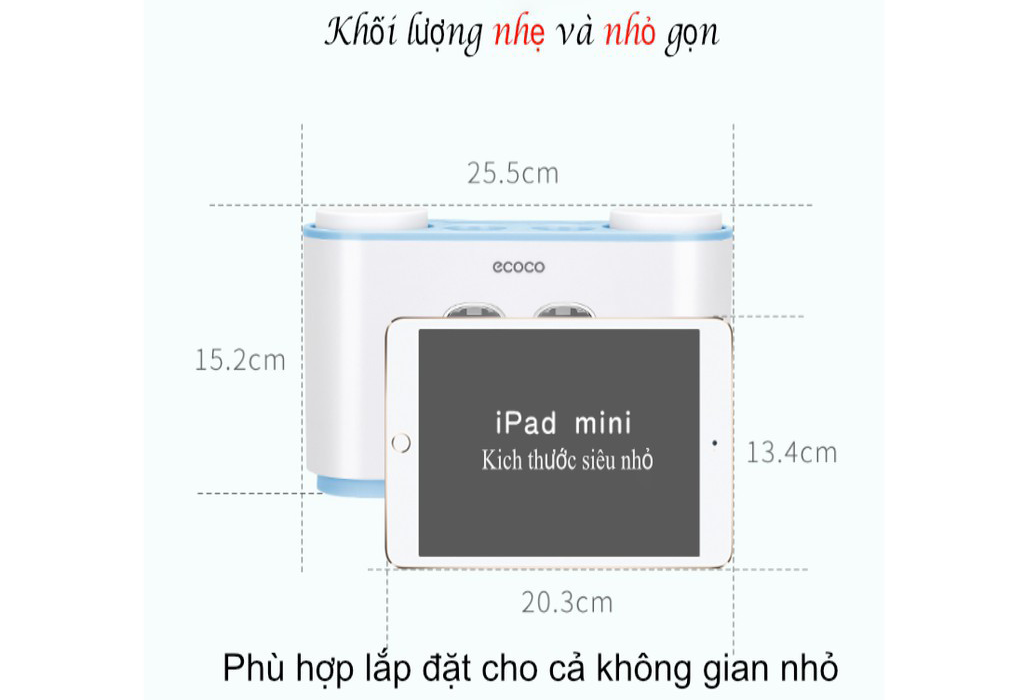 Khối lượng nhẹ và nhỏ gọn
25.5cm
ecoco
15.2cm
iPad mini
Kich thước siêu nhỏ
13.4cm
20.3cm
Phù hợp lắp đặt cho cả không gian nhỏ